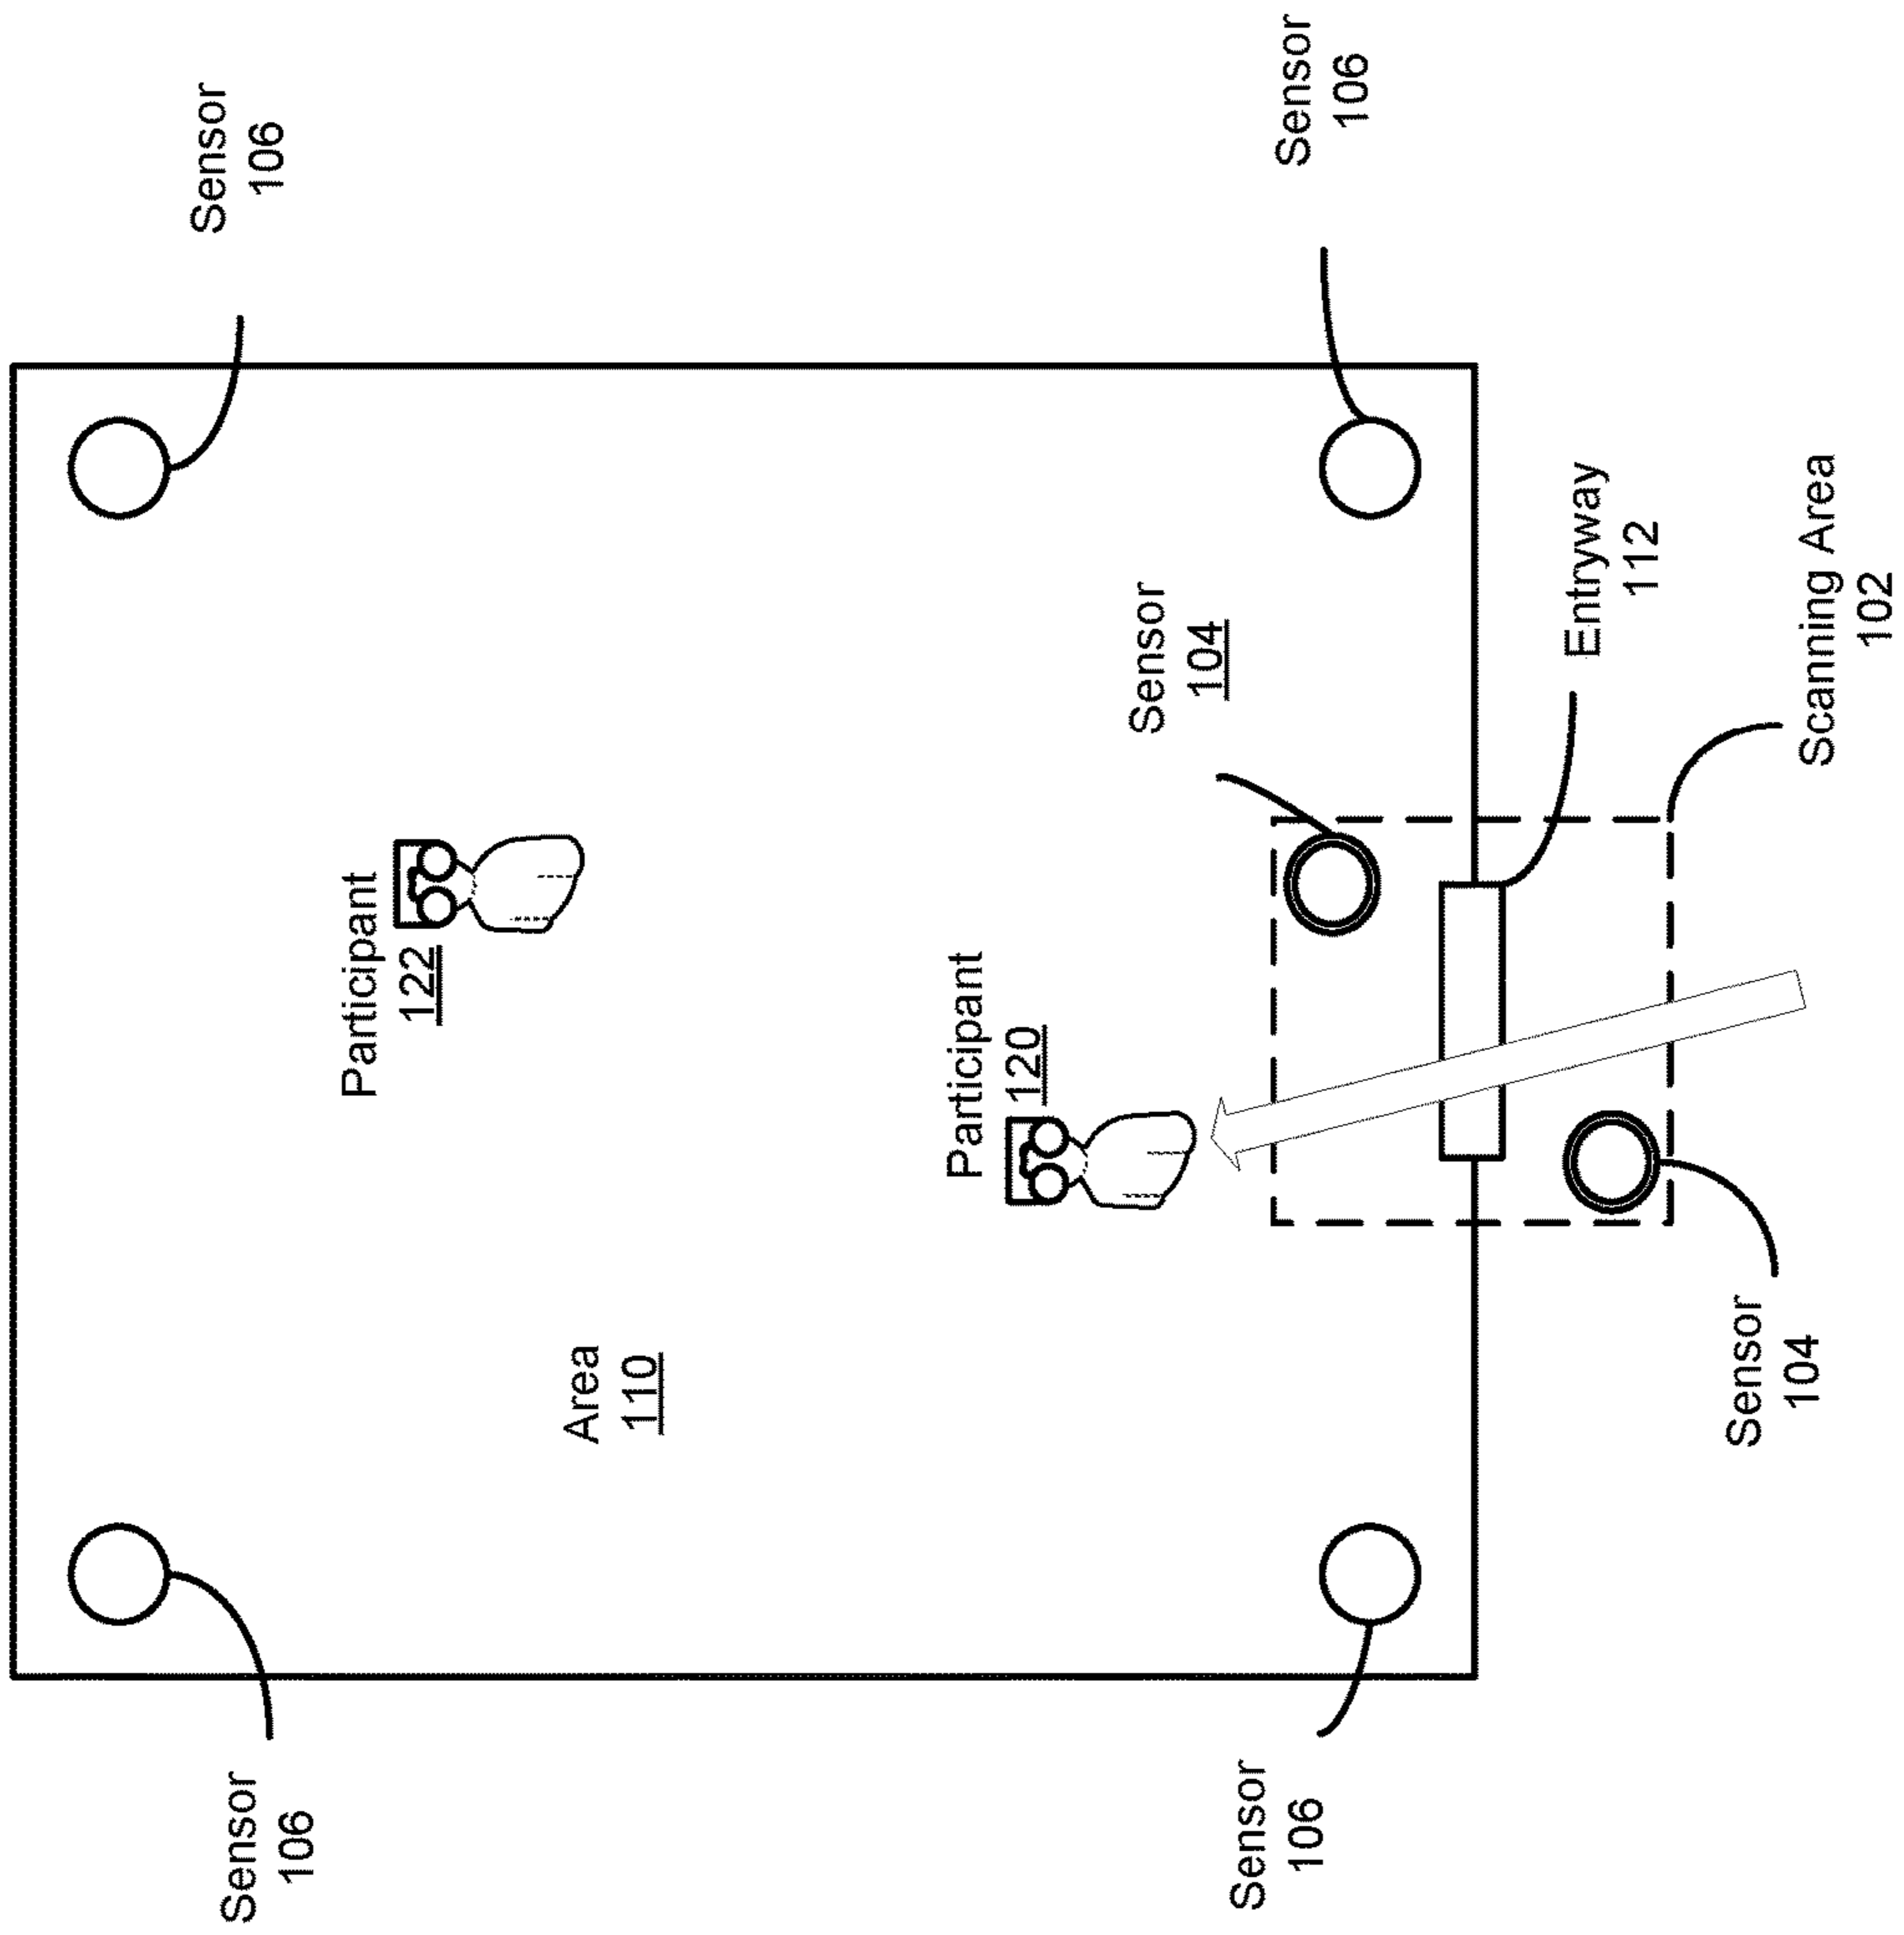 Sensor
106
Sensor
106
Participant
122
Sensor
104
Participant
120
Entryway
112
Scanning Area
102
Area
110
Sensor
104
Sensor
106
Sensor
106